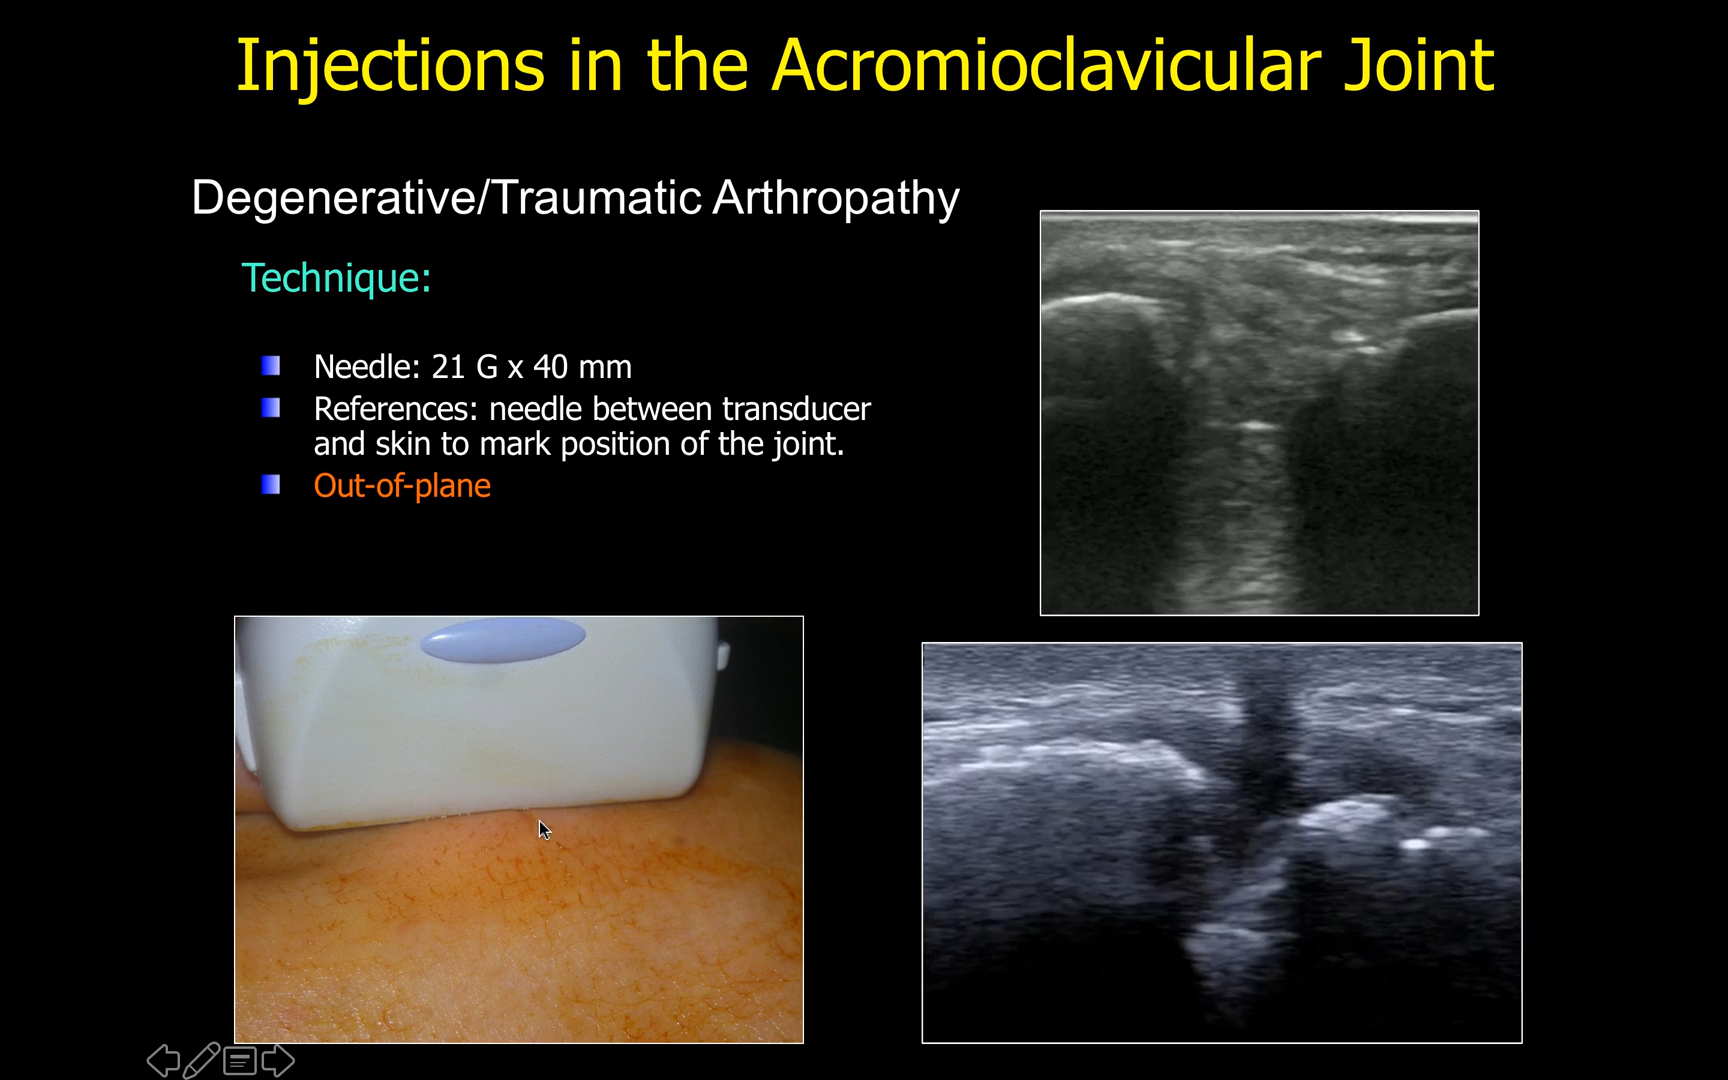 Injections in the Acromioclavicular Joint
Degenerative/Traumatic Arthropathy
Technique:
Needle: 21 G x 40 mm
References: needle between transducer
and skin to mark position of the joint.
Out-of-plane